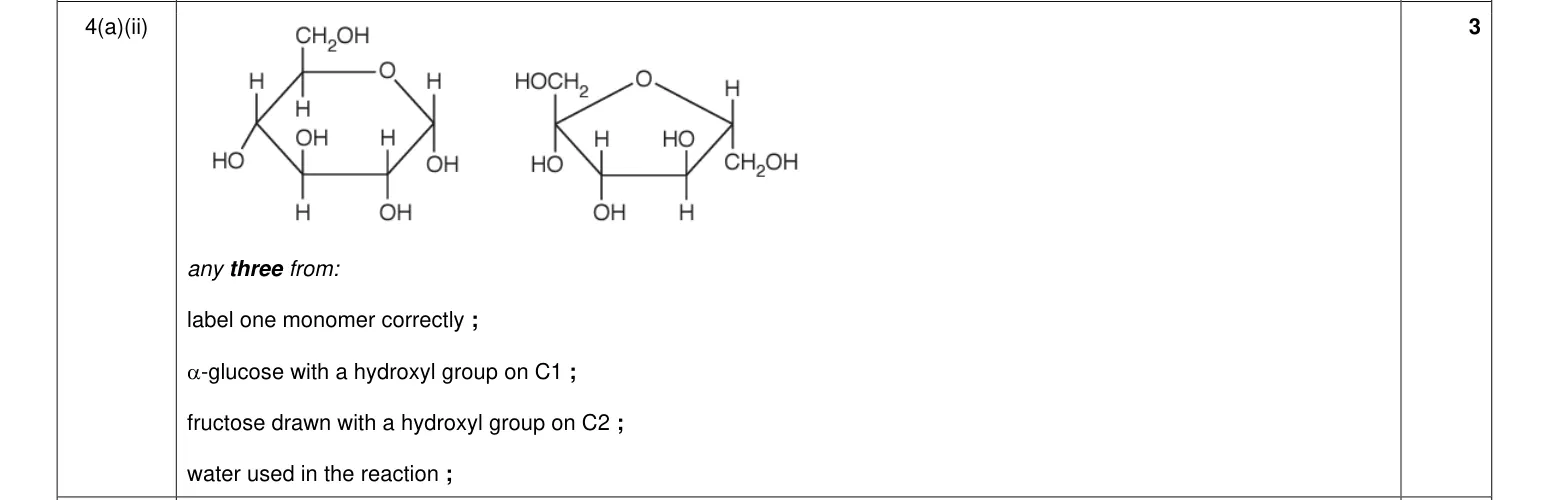 4(a)(ii)
3
CH2OH
O
H
H
H
OH
H
HO
OH
H
OH
HOCH2
O
H
H
HO
HO
CH2OH
OH
H
any three from:
label one monomer correctly ;
α-glucose with a hydroxyl group on C1 ;
fructose drawn with a hydroxyl group on C2 ;
water used in the reaction ;